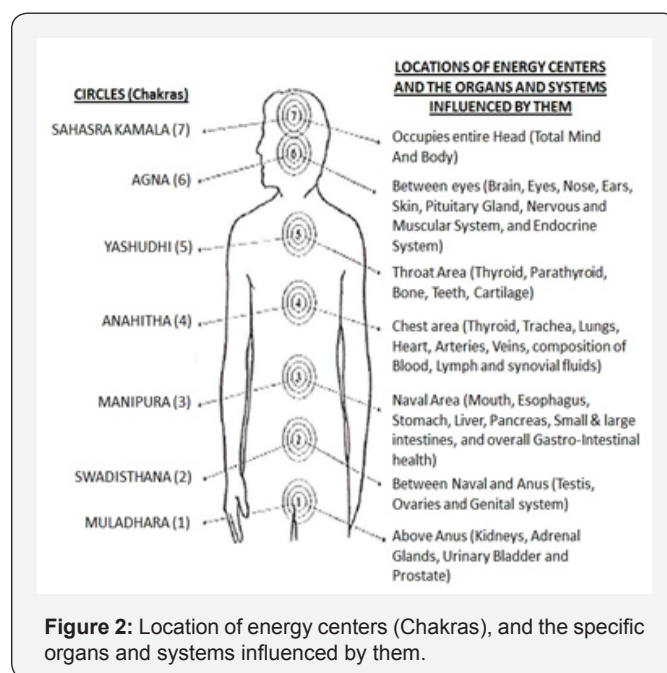 CIRCLES (Chakras)
SAHASRA KAMALA (7)
AGNA (6)
YASHUDHI (5)
ANAHITHA (4)
MANIPURA (3)
SWADISTHANA (2)
MULADHARA (1)
7
6
5
4
3
2
1
LOCATIONS OF ENERGY CENTERS
AND THE ORGANS AND SYSTEMS
INFLUENCED BY THEM
Occupies entire Head (Total Mind
And Body)
Between eyes (Brain, Eyes, Nose, Ears,
Skin, Pituitary Gland, Nervous and
Muscular System, and Endocrine
System)
Throat Area (Thyroid, Parathyroid,
Bone, Teeth, Cartilage)
Chest area (Thyroid, Trachea, Lungs,
Heart, Arteries, Veins, composition of
Blood, Lymph and synovial fluids)
Naval Area (Mouth, Esophagus,
Stomach, Liver, Pancreas, Small & large
intestines, and overall Gastro-Intestinal
health)
Between Naval and Anus (Testis,
Ovaries and Genital system)
Above Anus (Kidneys, Adrenal
Glands, Urinary Bladder and
Prostate)
Figure 2: Location of energy centers (Chakras), and the specific
organs and systems influenced by them.